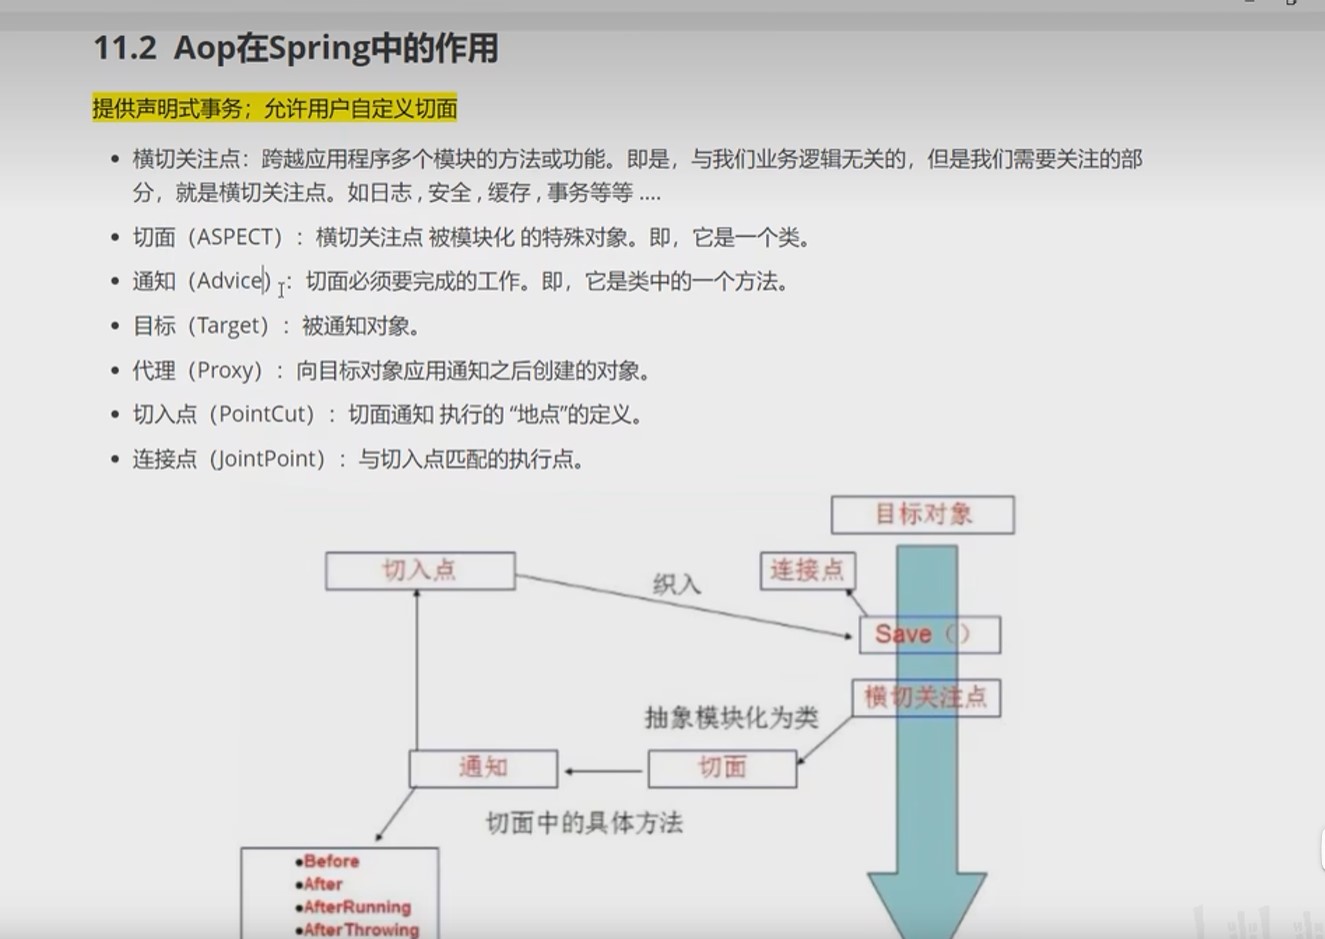 11.2 Aop在Spring中的作用
提供声明式事务；允许用户自定义切面
• 横切关注点：跨越应用程序多个模块的方法或功能。即是，与我们业务逻辑无关的，但是我们需要关注的部
分，就是横切关注点。如日志 , 安全 , 缓存 , 事务等等 ....
• 切面（ASPECT）：横切关注点 被模块化 的特殊对象。即，它是一个类。
• 通知（Advice）：切面必须要完成的工作。即，它是类中的一个方法。
• 目标（Target）：被通知对象。
• 代理（Proxy）：向目标对象应用通知之后创建的对象。
• 切入点（PointCut）：切面通知 执行的 “地点”的定义。
• 连接点（JointPoint）：与切入点匹配的执行点。
目标对象
切入点
织入
连接点
Save（）
横切关注点
抽象模块化为类
通知
切面
切面中的具体方法
●Before
●After
●AfterRunning
●AfterThrowing